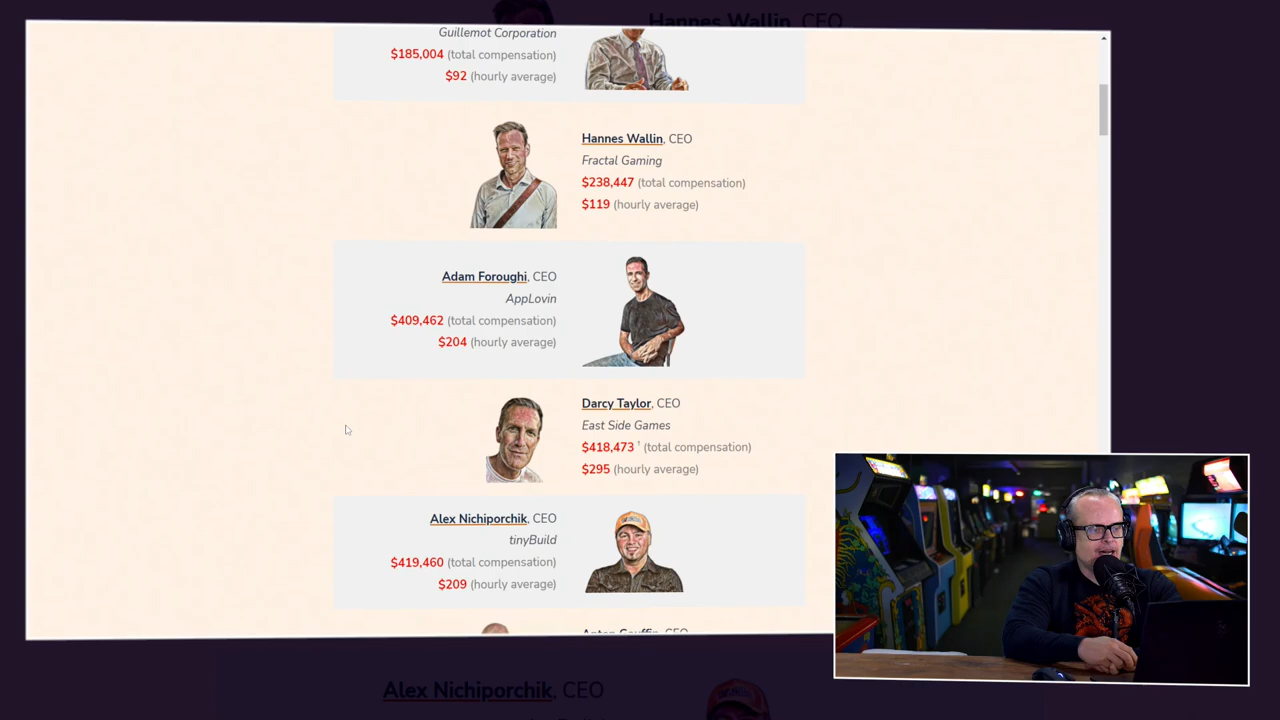 Hannes Wallin, CEO
Guillemot Corporation
$185,004 (total compensation)
$92 (hourly average)
Hannes Wallin, CEO
Fractal Gaming
$238,447 (total compensation)
$119 (hourly average)
Adam Foroughi, CEO
AppLovin
$409,462 (total compensation)
$204 (hourly average)
Darcy Taylor, CEO
East Side Games
$418,473 † (total compensation)
$295 (hourly average)
Alex Nichiporchik, CEO
tinyBuild
$419,460 (total compensation)
$209 (hourly average)
Alex Nichiporchik, CEO